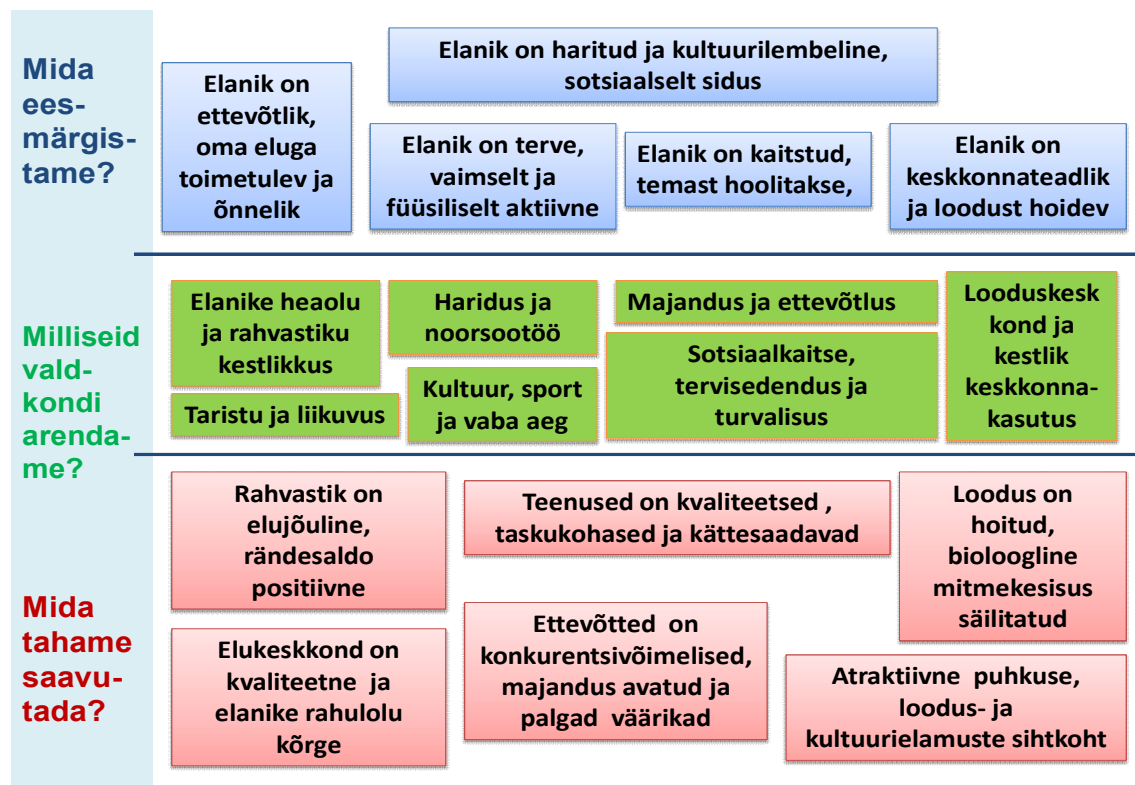 Mida
ees-
märgis-
tame?
Elanik on
ettevõtlik,
oma eluga
toimetulev ja
õnnelik
Elanik on haritud ja kultuurilembeline,
sotsiaalselt sidus
Elanik on terve,
vaimselt ja
füüsiliselt aktiivne
Elanik on kaitstud,
temast hoolitakse,
Elanik on
keskkonnateadlik
ja loodust hoidev
Milliseid
vald-
kondi
arenda-
me?
Elanike heaolu
ja rahvastiku
kestlikkus
Taristu ja liikuvus
Haridus ja
noorsootöö
Kultuur, sport
ja vaba aeg
Majandus ja ettevõtlus
Sotsiaalkaitse,
tervisedendus ja
turvalisus
Looduskesk
kond ja
kestlik
keskkonna-
kasutus
Mida
tahame
saavu-
tada?
Rahvastik on
elujõuline,
rändesaldo
positiivne
Elukeskkond on
kvaliteetne ja
elanike rahulolu
kõrge
Teenused on kvaliteetsed ,
taskukohased ja kättesaadavad
Ettevõtted on
konkurentsivõimelised,
majandus avatud ja
palgad väärikad
Loodus on
hoitud,
bioloogline
mitmekesisus
säilitatud
Atraktiivne puhkuse,
loodus- ja
kultuurielamuste sihtkoht